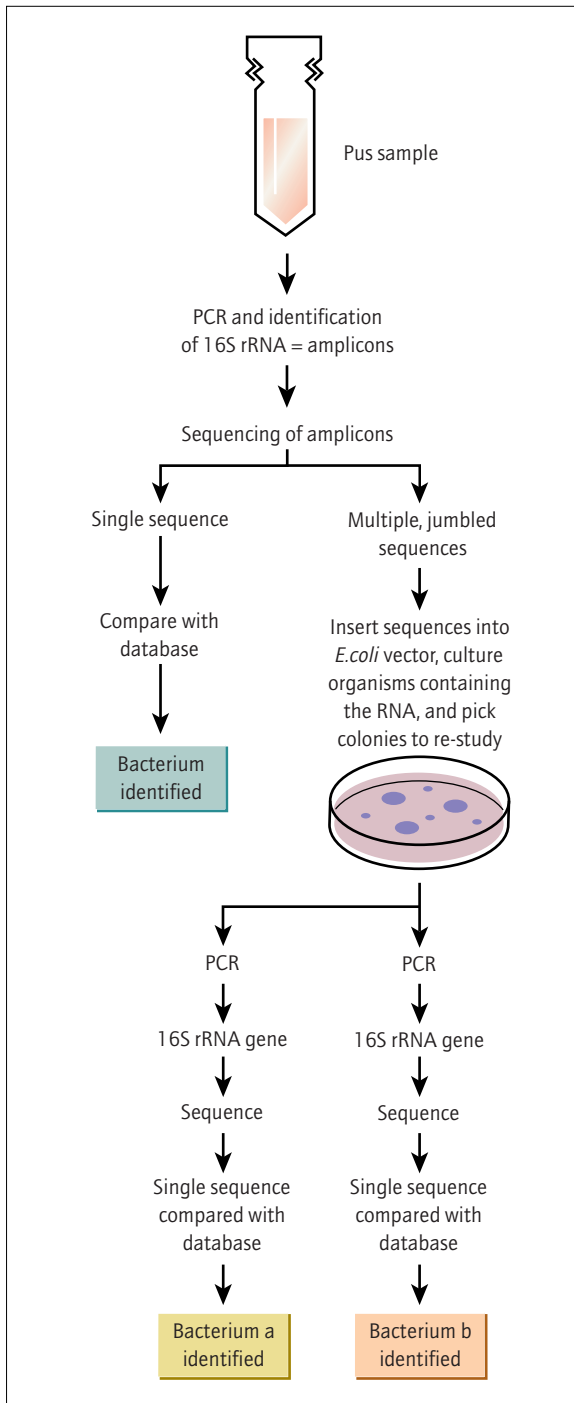 Pus sample
PCR and identification
of 16S rRNA = amplicons
Sequencing of amplicons
Single sequence
Compare with
database
Bacterium
identified
Multiple, jumbled
sequences
Insert sequences into
E.coli vector, culture
organisms containing
the RNA, and pick
colonies to re-study
PCR
16S rRNA gene
Sequence
Single sequence
compared with
database
Bacterium a
identified
PCR
16S rRNA gene
Sequence
Single sequence
compared with
database
Bacterium b
identified